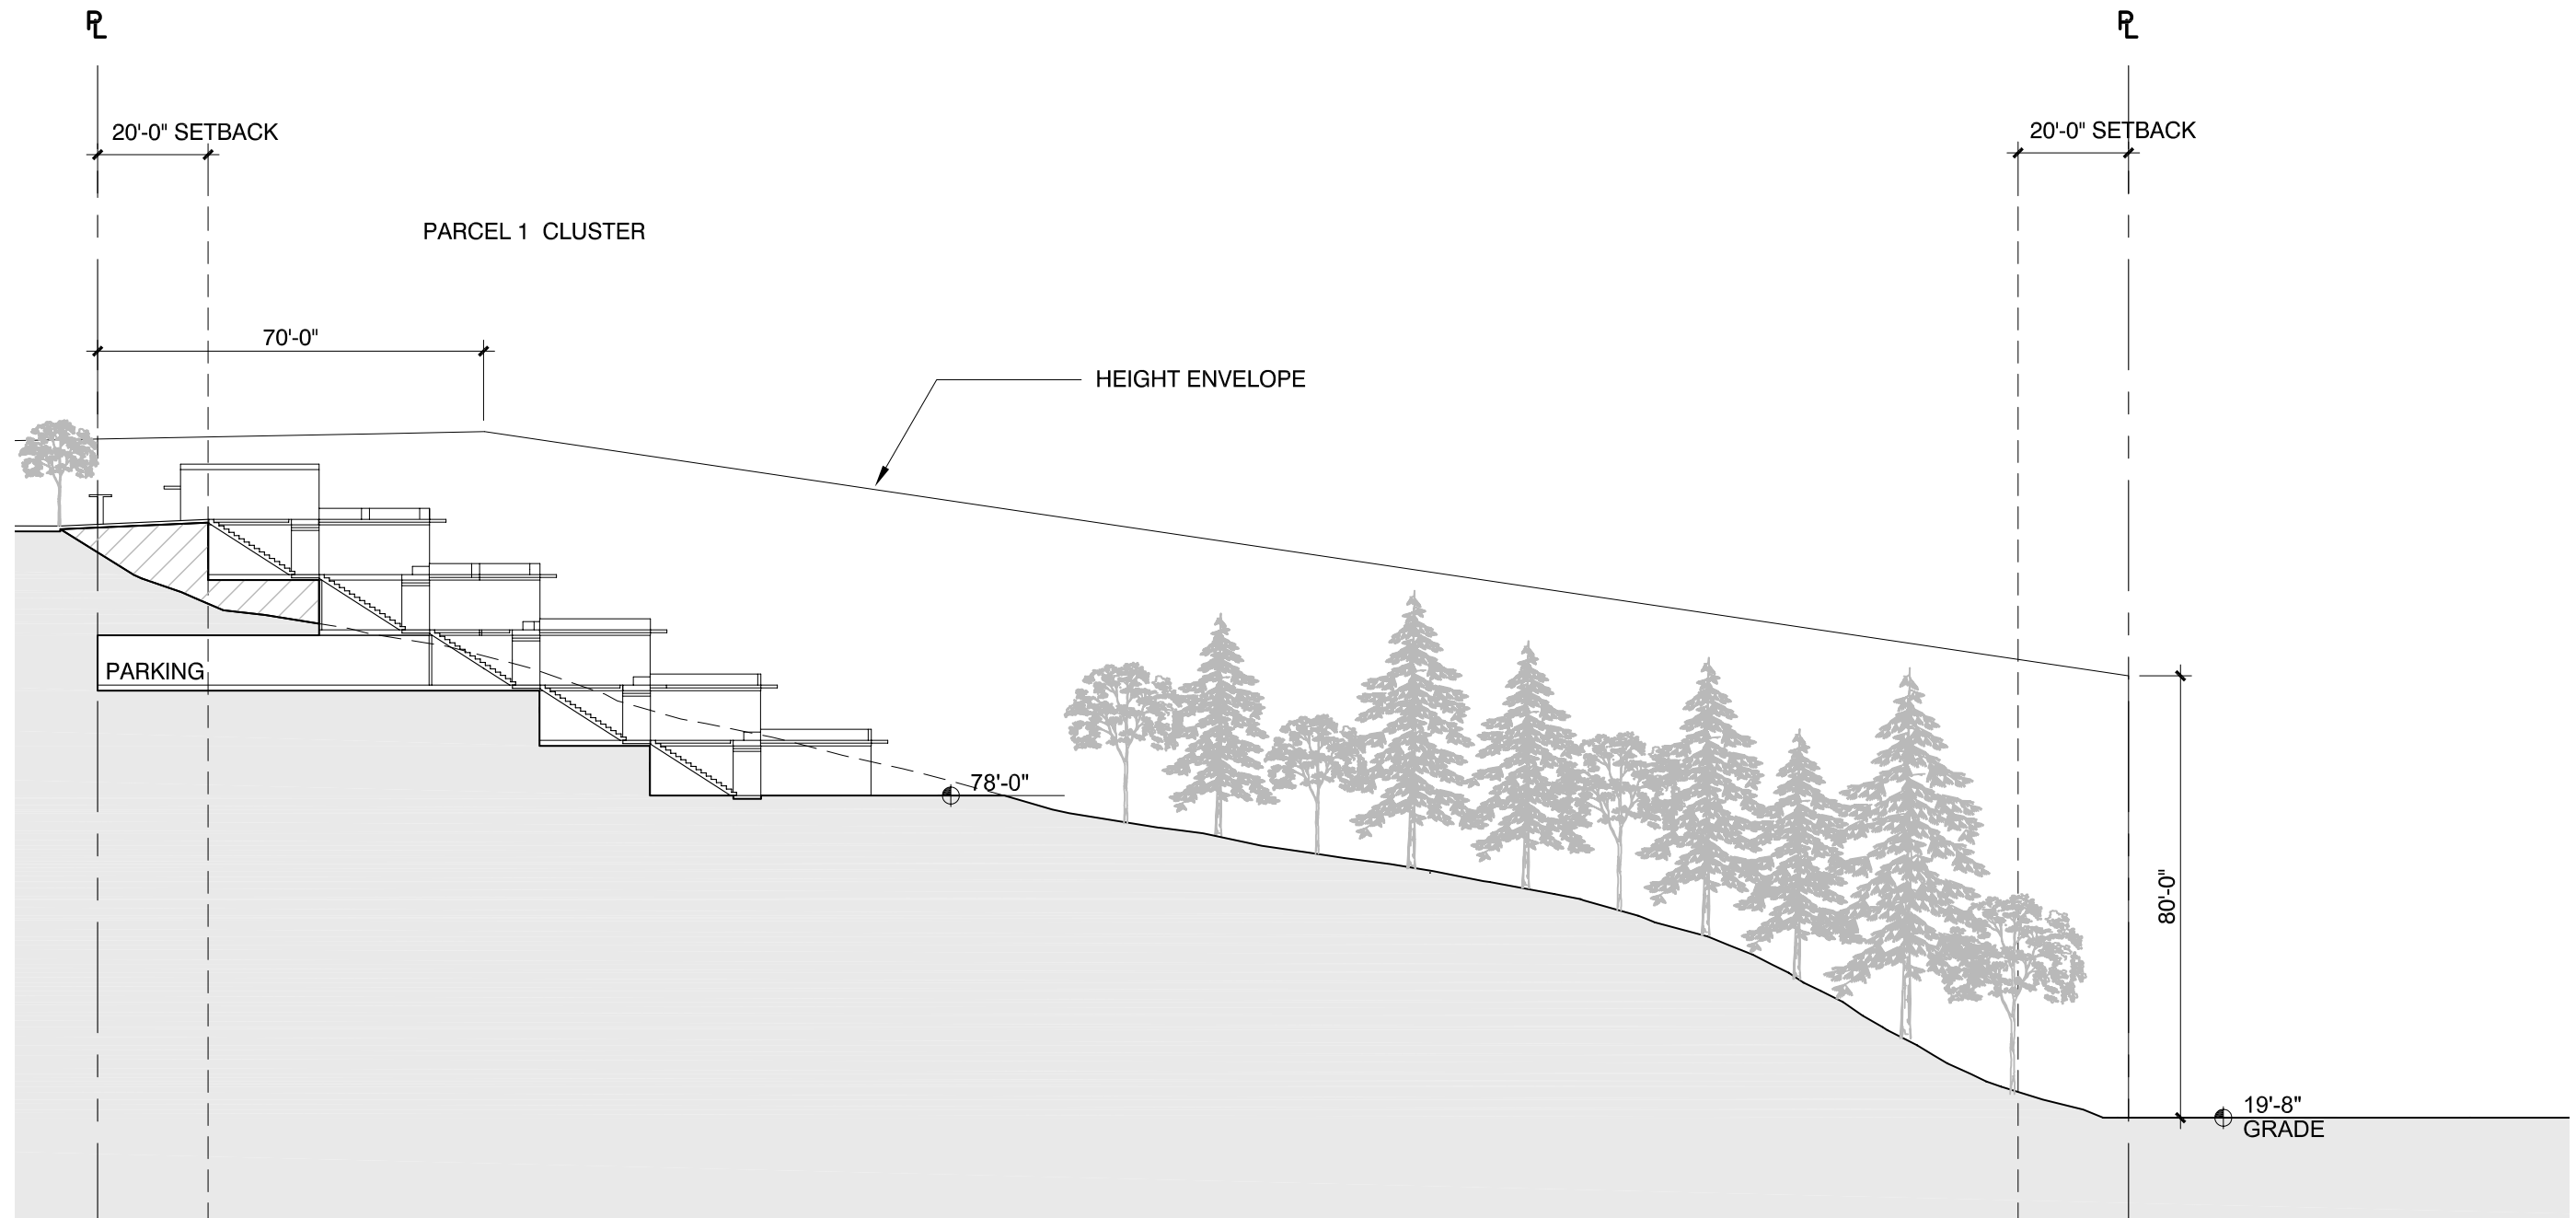 PL
PL
20'-0" SETBACK
20'-0" SETBACK
PARCEL 1 CLUSTER
70'-0"
HEIGHT ENVELOPE
PARKING
78'-0"
80'-0"
19'-8"
GRADE